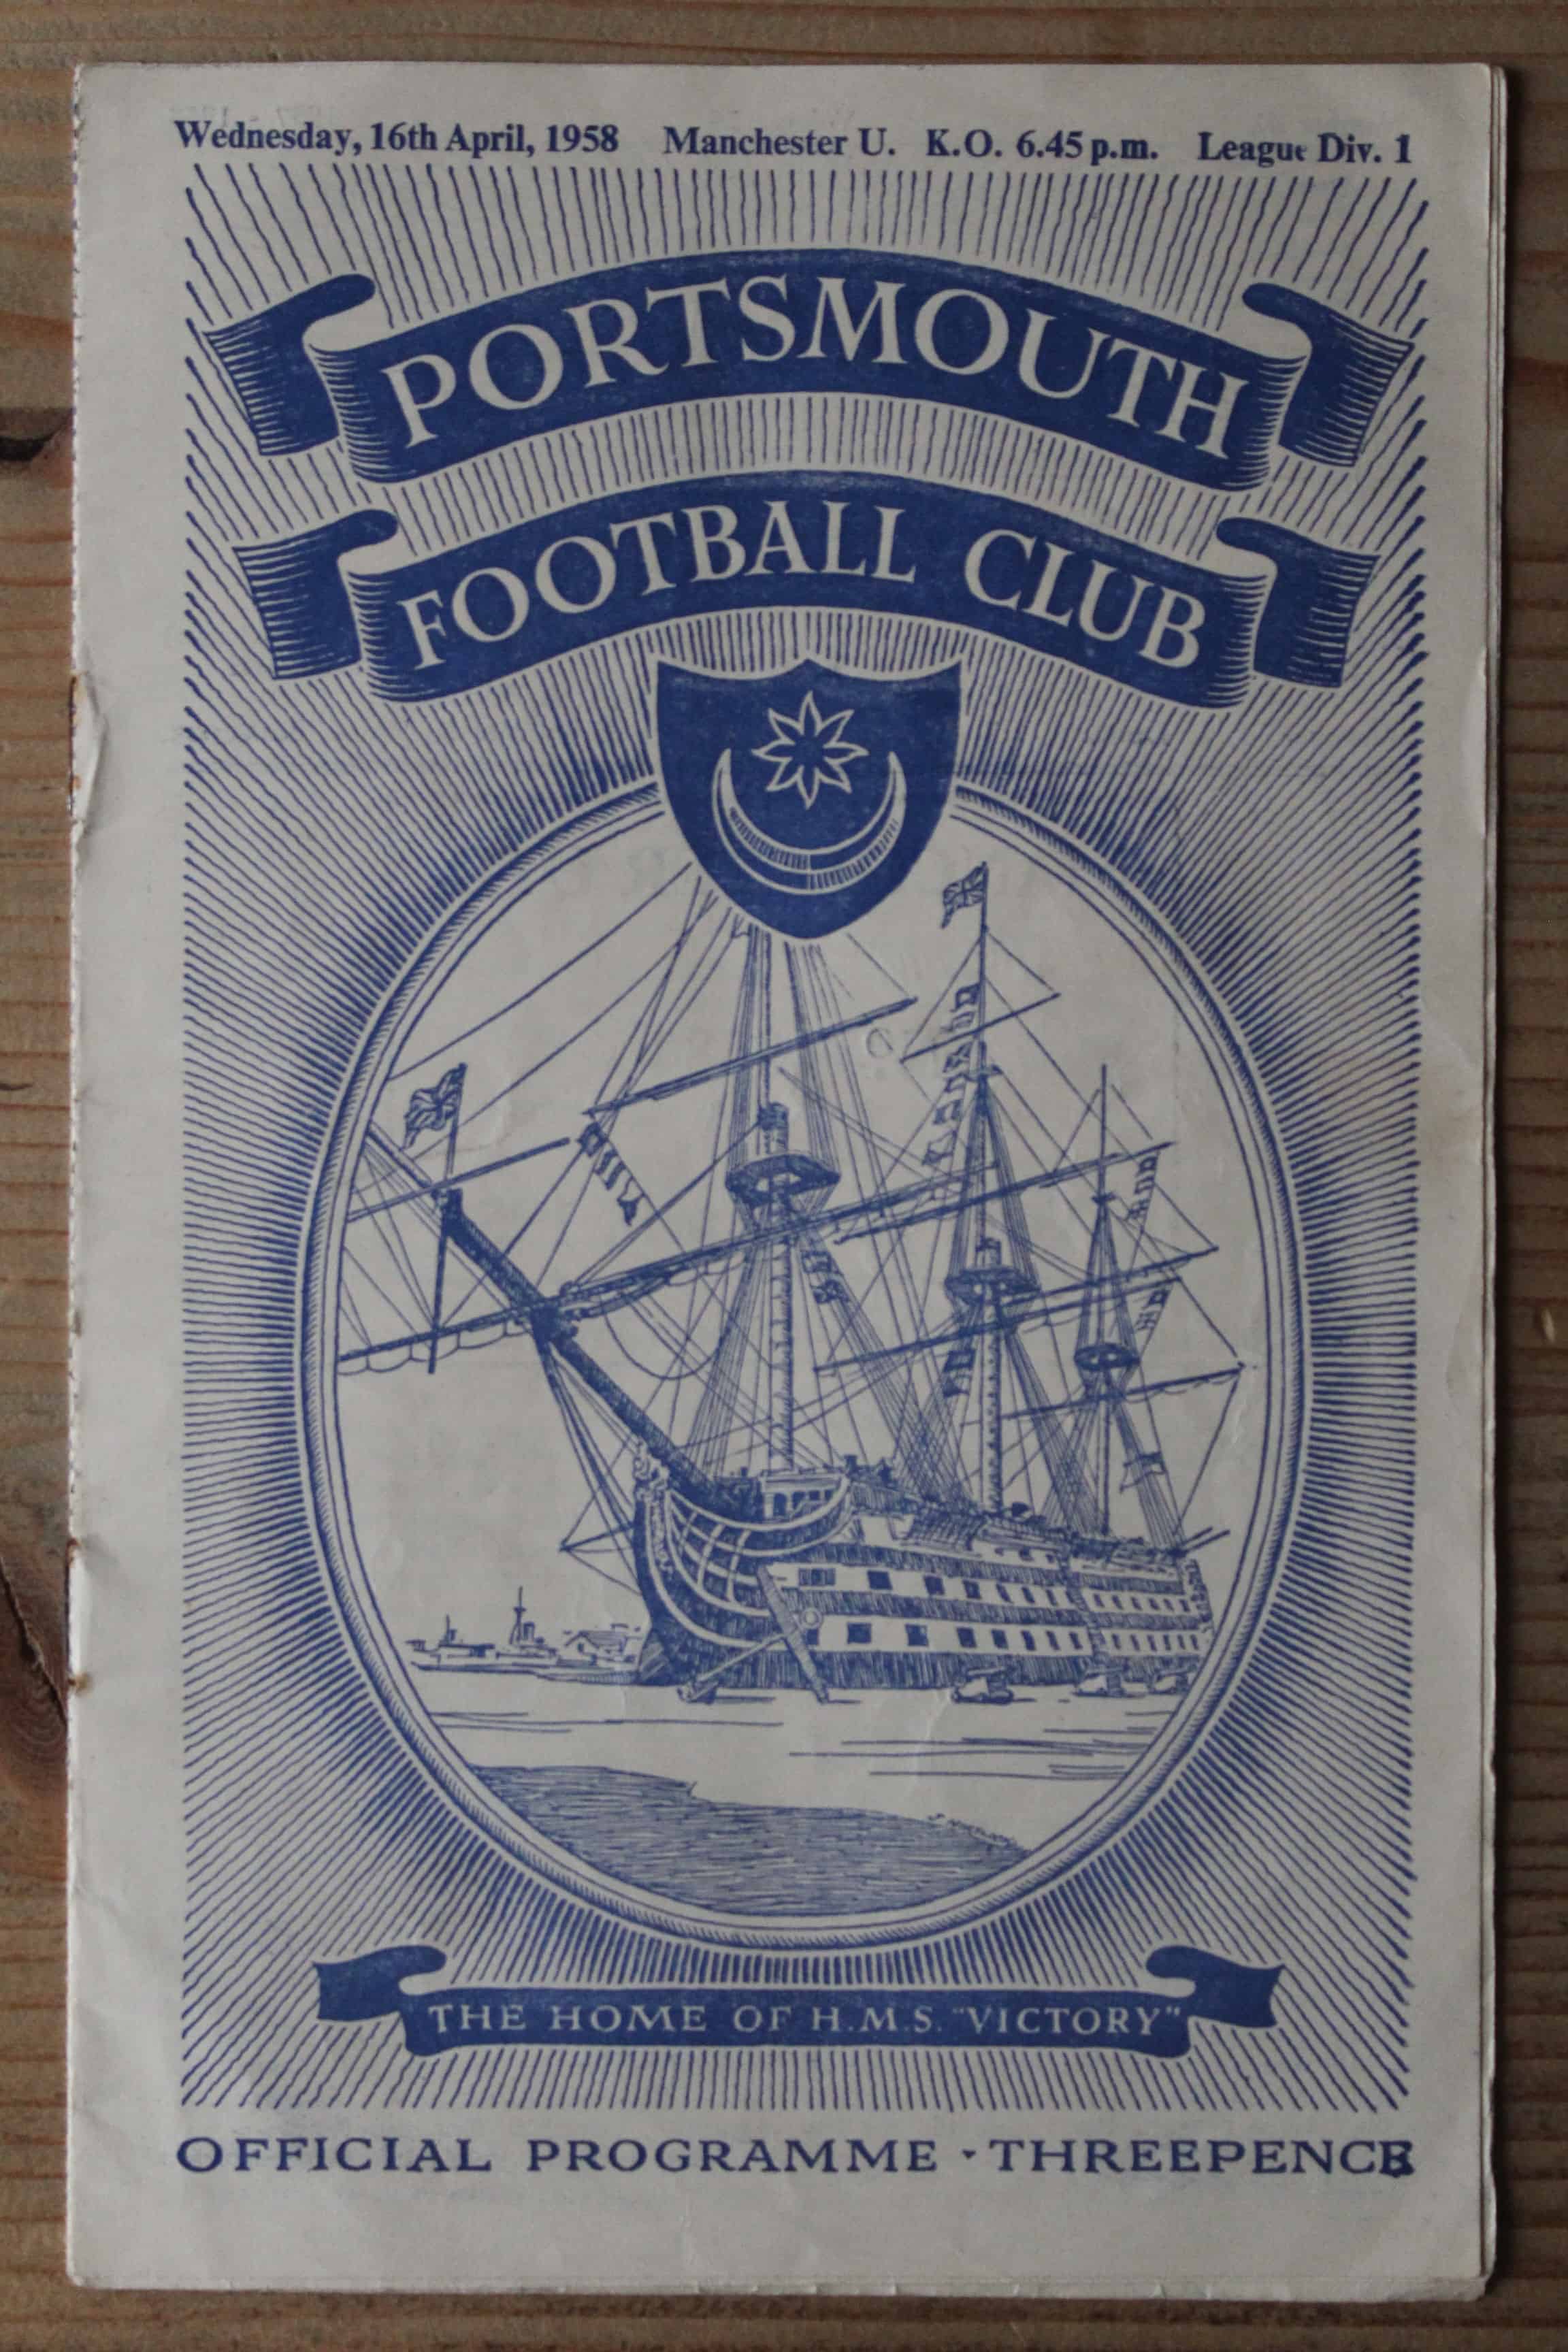 Wednesday, 16th April, 1958 Manchester U. K.O. 6.45 p.m. League Div. 1
PORTSMOUTH
FOOTBALL CLUB
THE HOME OF H.M.S. "VICTORY"
OFFICIAL PROGRAMME - THREEPENCE